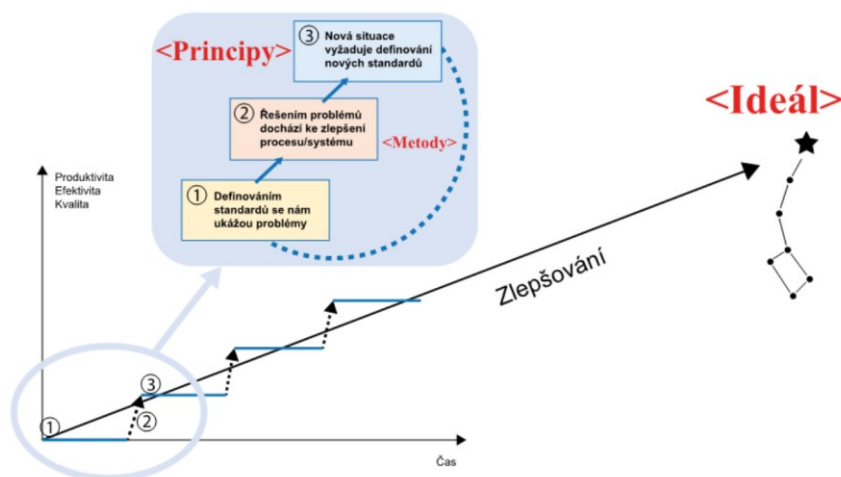 <Principy>
③ Nová situace
vyžaduje definování
nových standardů
② Řešením problémů
dochází ke zlepšení
procesu/systému
<Metody>
① Definováním
standardů se nám
ukážou problémy
<Ideál>
Produktivita
Efektivita
Kvalita
Zlepšování
③
②
①
Čas